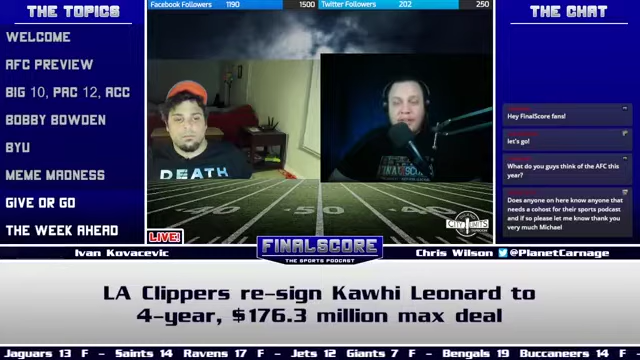 THE TOPICS
WELCOME
AFC PREVIEW
BIG 10, PAC 12, ACC
BOBBY BOWDEN
BYU
MEME MADNESS
GIVE OR GO
THE WEEK AHEAD
Facebook Followers 1190 1500 Twitter Followers 202 250
DEATH
LIVE!
CITY LIMITS
THE CHAT
Hey FinalScore fans!
let's go!
What do you guys think of the AFC this
year?
Does anyone on here know anyone that
needs a cohost for their sports podcast
and if so please let me know thank you
very much Michael
Ivan Kovacevic
FINALSCORE
THE SPORTS PODCAST
Chris Wilson @PlanetCarnage
LA Clippers re-sign Kawhi Leonard to
4-year, $176.3 million max deal
Jaguars 13 F - Saints 14 Ravens 17 F - Jets 12 Giants 7 F - Bengals 19 Buccaneers 14 F -